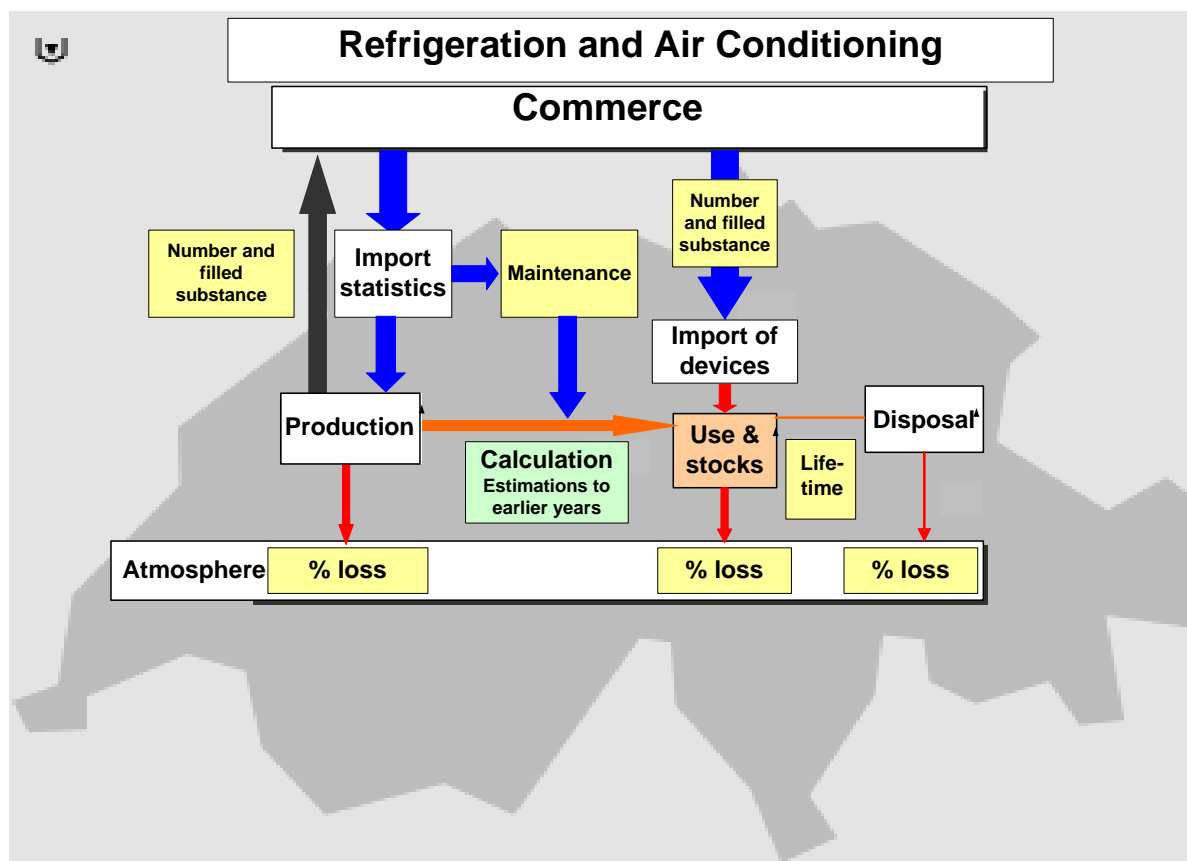 Refrigeration and Air Conditioning
Commerce
Number
and filled
substance
Number and
filled
substance
Import
statistics
Maintenance
Import of
devices
Production
Use &
stocks
Disposal
Calculation
Estimations to
earlier years
Life-
time
Atmosphere
% loss
% loss
% loss